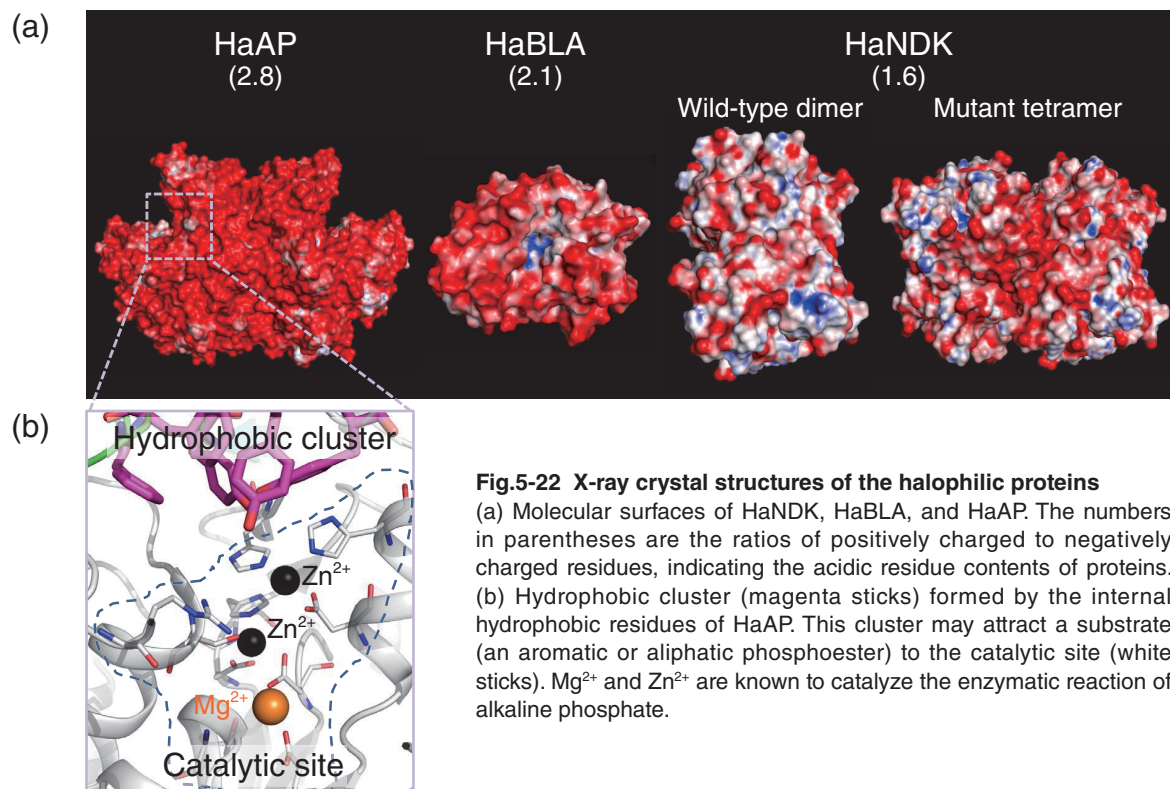 (a)
HaAP
(2.8)
HaBLA
(2.1)
HaNDK
(1.6)
Wild-type dimer
Mutant tetramer
(b)
Hydrophobic cluster
Zn²⁺
Zn²⁺
Mg²⁺
Catalytic site
Fig.5-22 X-ray crystal structures of the halophilic proteins
(a) Molecular surfaces of HaNDK, HaBLA, and HaAP. The numbers
in parentheses are the ratios of positively charged to negatively
charged residues, indicating the acidic residue contents of proteins.
(b) Hydrophobic cluster (magenta sticks) formed by the internal
hydrophobic residues of HaAP. This cluster may attract a substrate
(an aromatic or aliphatic phosphoester) to the catalytic site (white
sticks). Mg²⁺ and Zn²⁺ are known to catalyze the enzymatic reaction of
alkaline phosphate.